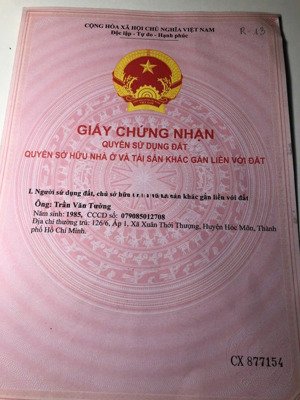 CỘNG HÒA XÃ HỘI CHỦ NGHĨA VIỆT NAM
Độc lập - Tự do - Hạnh phúc
R-13
GIẤY CHỨNG NHẬN
QUYỀN SỬ DỤNG ĐẤT
QUYỀN SỞ HỮU NHÀ Ở VÀ TÀI SẢN KHÁC GẮN LIỀN VỚI ĐẤT
I. Người sử dụng đất, chủ sở hữu tài sản khác gắn liền với đất
Ông: Trần Văn Tưởng
Năm sinh: 1985, CCCD số: 079085012708
Địa chỉ thường trú: 126/6, Ấp 1, Xã Xuân Thới Thượng, Huyện Hóc Môn, Thành
phố Hồ Chí Minh.
CX 877154